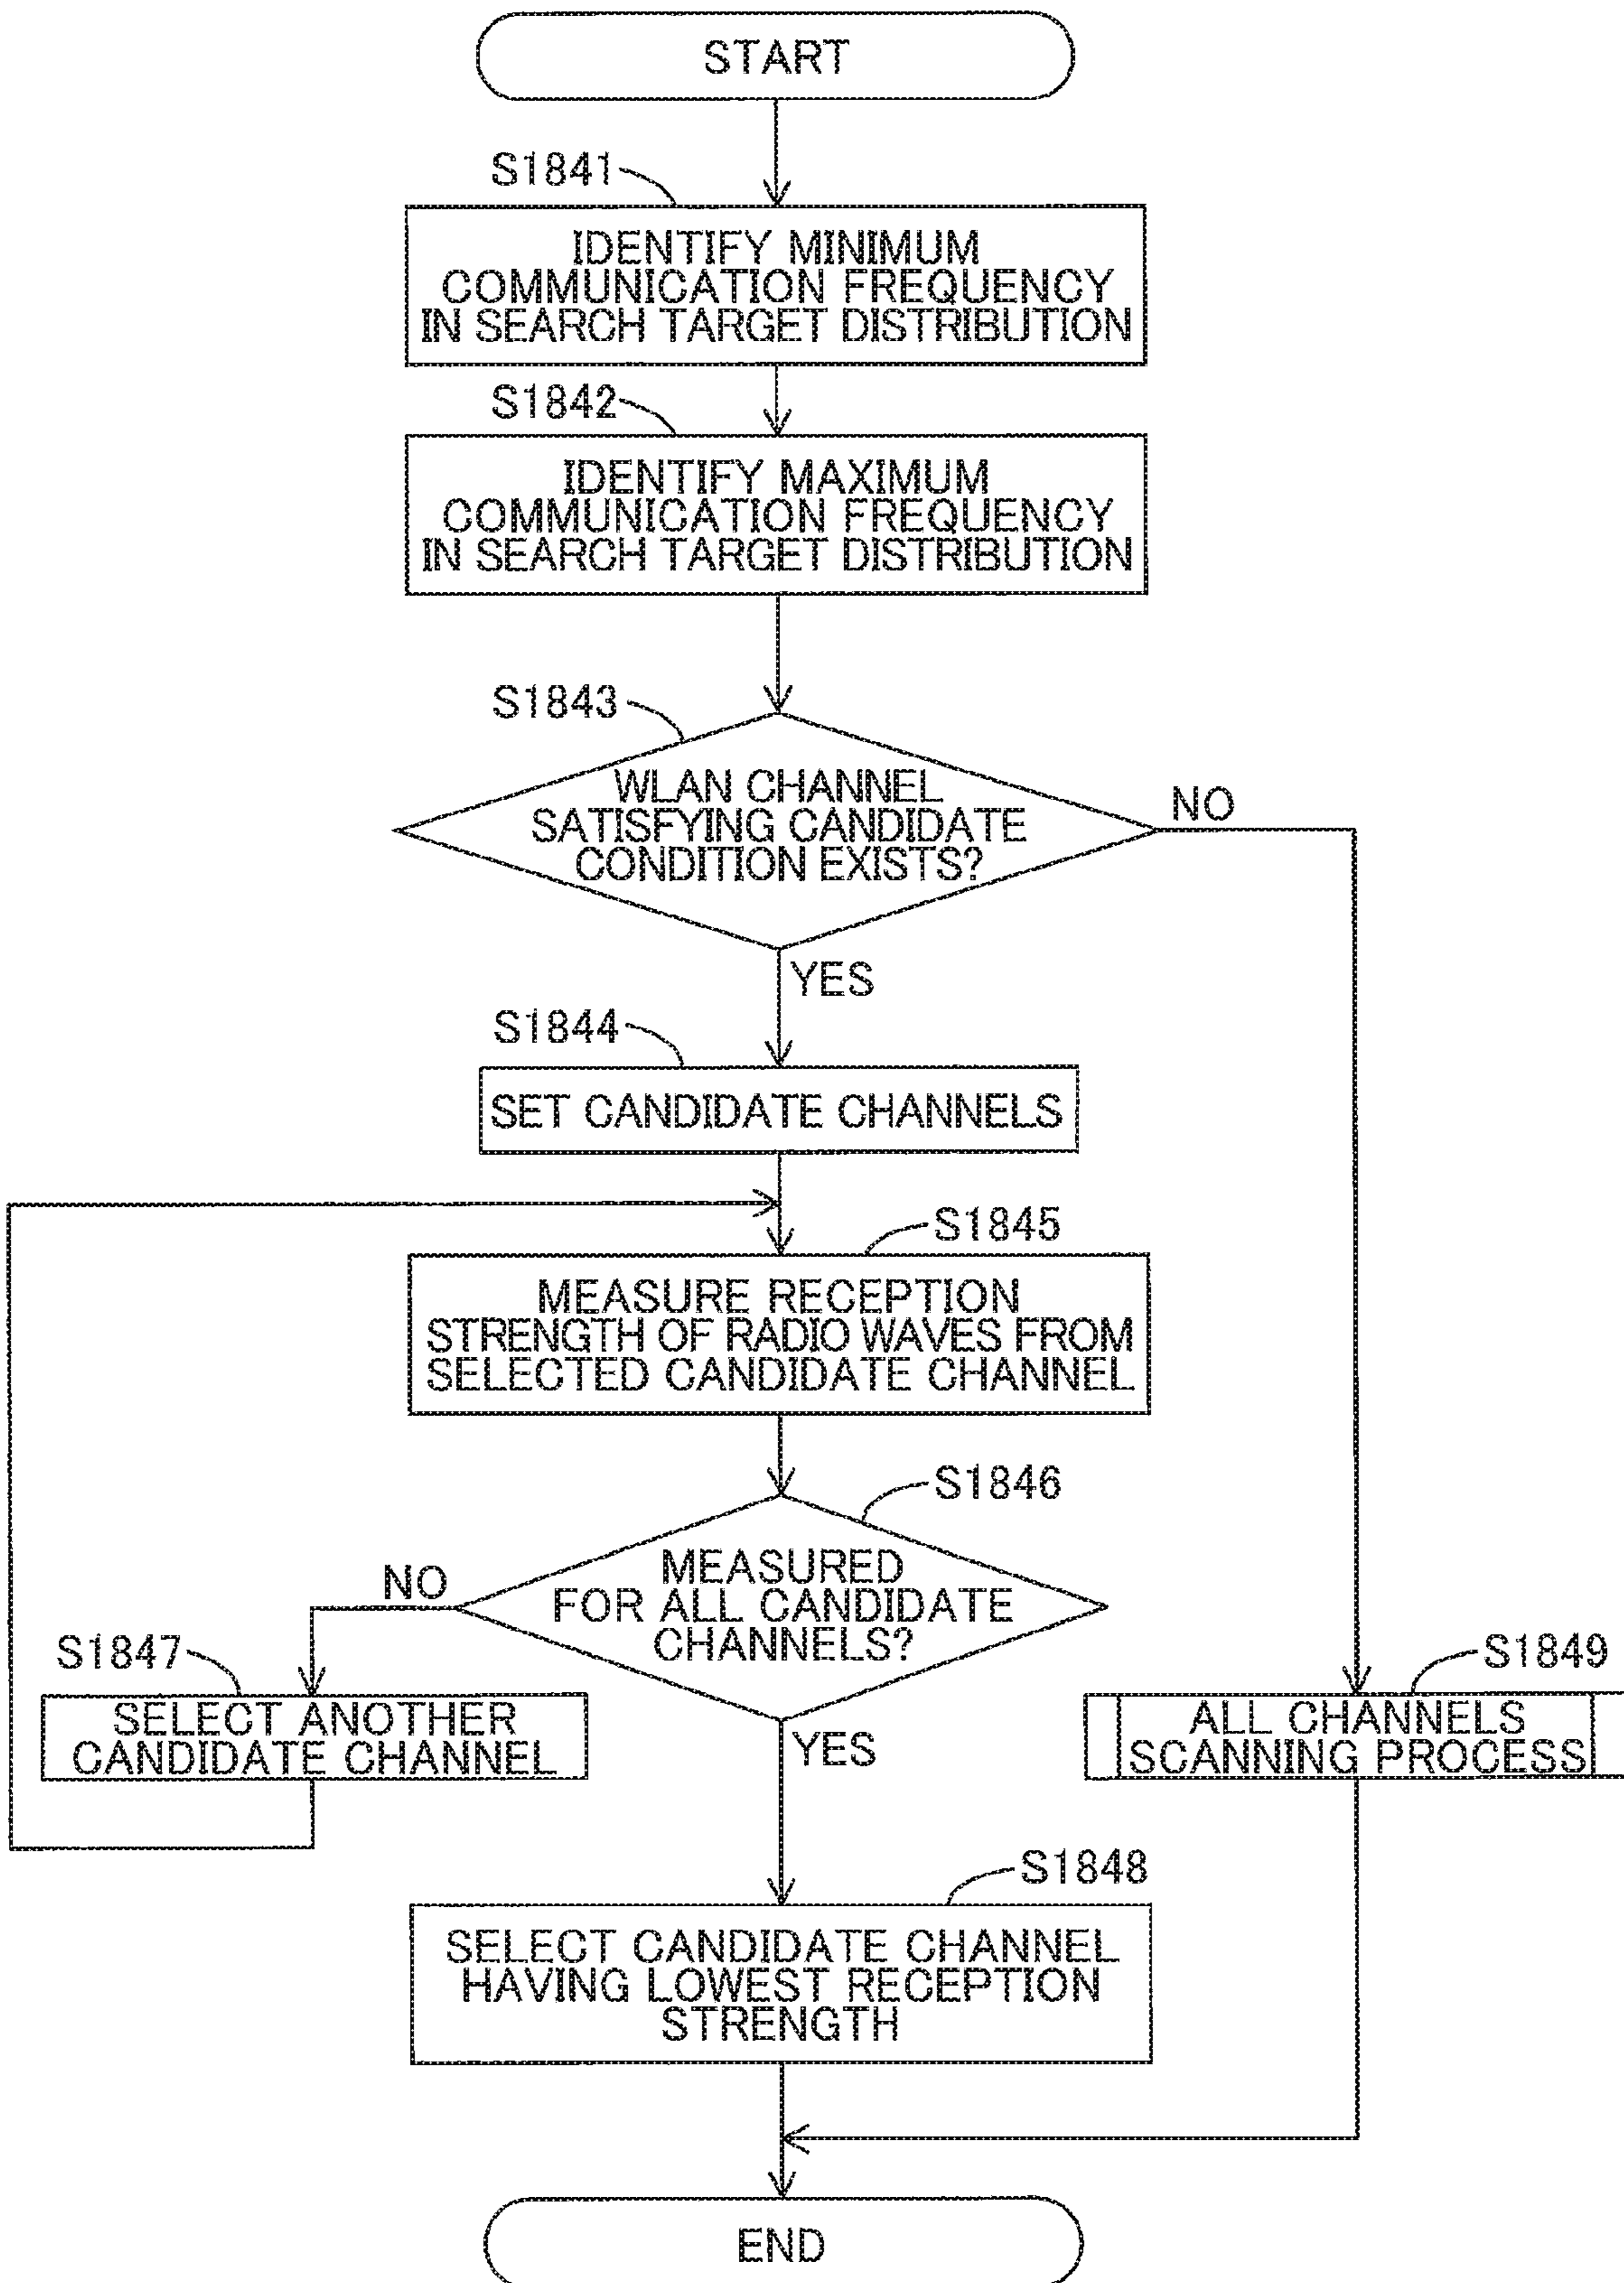 START
S1841
IDENTIFY MINIMUM
COMMUNICATION FREQUENCY
IN SEARCH TARGET DISTRIBUTION
S1842
IDENTIFY MAXIMUM
COMMUNICATION FREQUENCY
IN SEARCH TARGET DISTRIBUTION
S1843
WLAN CHANNEL
SATISFYING CANDIDATE
CONDITION EXISTS?
NO
YES
S1844
SET CANDIDATE CHANNELS
S1845
MEASURE RECEPTION
STRENGTH OF RADIO WAVES FROM
SELECTED CANDIDATE CHANNEL
S1846
MEASURED
FOR ALL CANDIDATE
CHANNELS?
NO
S1847
SELECT ANOTHER
CANDIDATE CHANNEL
YES
S1849
ALL CHANNELS
SCANNING PROCESS
S1848
SELECT CANDIDATE CHANNEL
HAVING LOWEST RECEPTION
STRENGTH
END